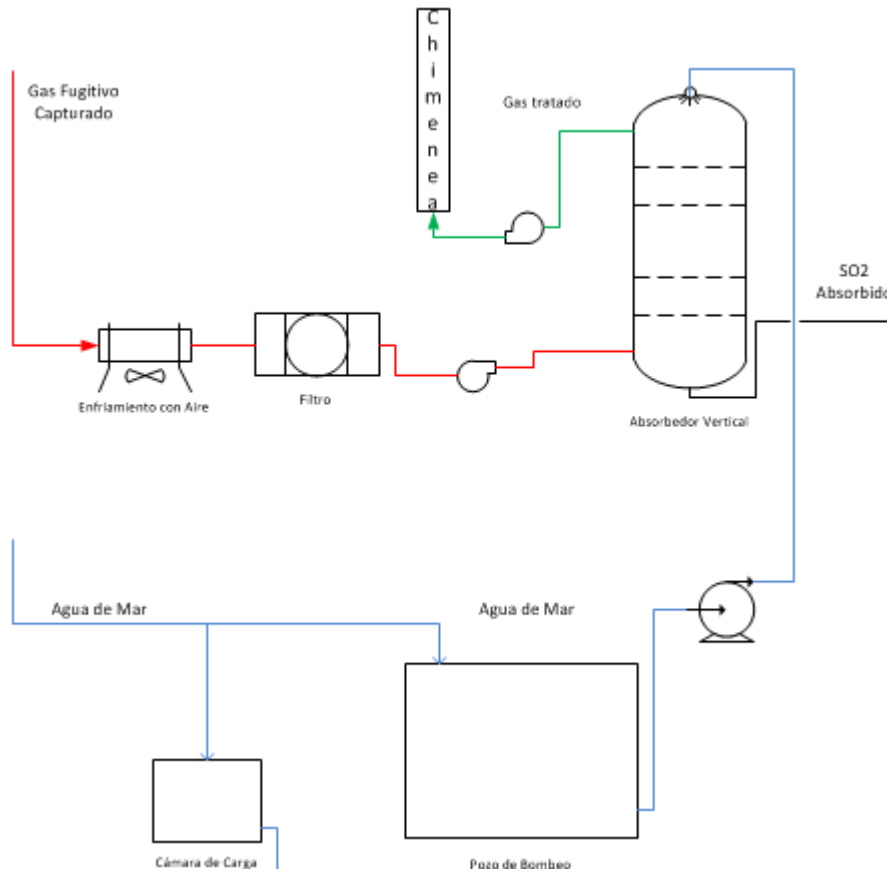 Chimenea
Gas Fugitivo
Capturado
Gas tratado
SO2
Absorbido
Enfriamiento con Aire
Filtro
Absorbedor Vertical
Agua de Mar
Agua de Mar
Cámara de Carga
Pozo de Bombeo